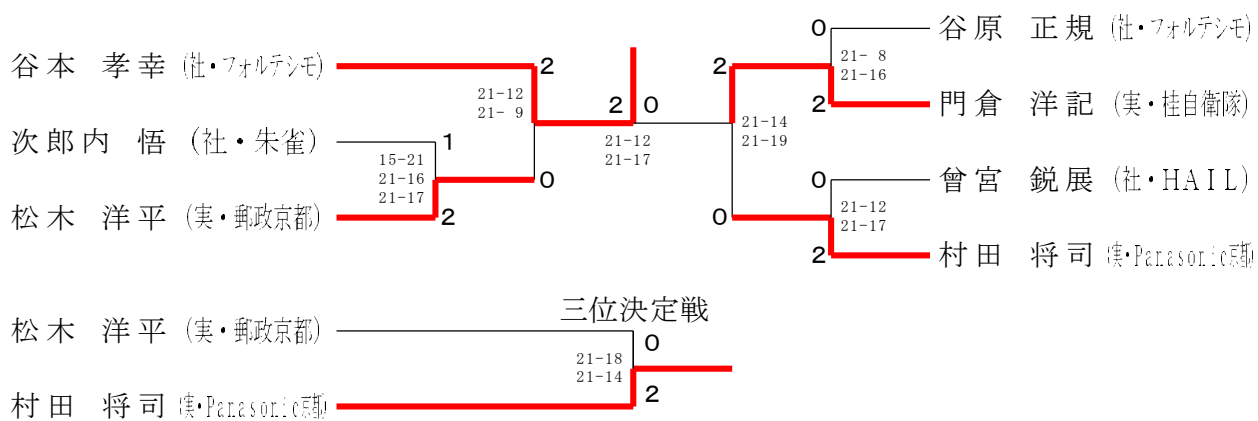 谷本 孝幸 (社・フォルテシモ)
2
21-12
21- 9
次郎内 悟 (社・朱雀)
1
15-21
21-16
21-17
0
松木 洋平 (実・郵政京都)
2
2 0
21-12
21-17
0
谷原 正規 (社・フォルテシモ)
21- 8
21-16
2
2
門倉 洋記 (実・桂自衛隊)
21-14
21-19
0
曾宮 鋭展 (社・HAIL)
21-12
21-17
0
2
村田 将司 (実・Panasonic京都)
三位決定戦
松木 洋平 (実・郵政京都)
0
21-18
21-14
2
村田 将司 (実・Panasonic京都)